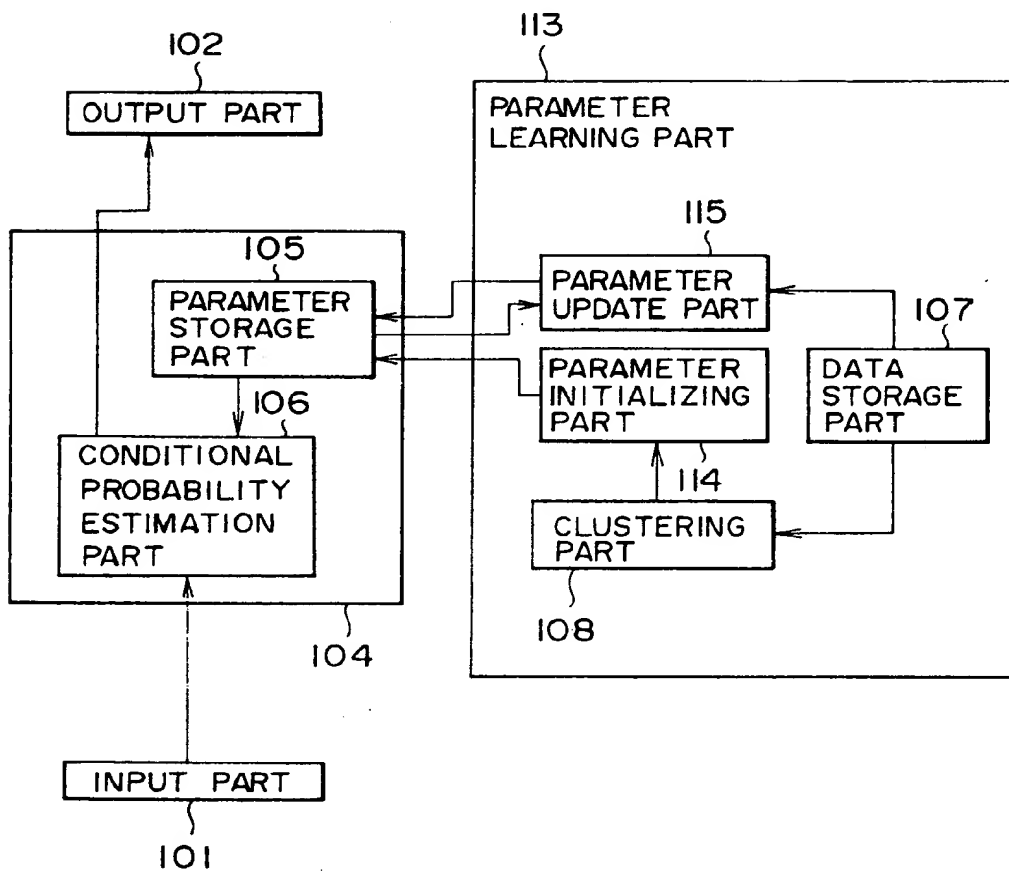 102
OUTPUT PART
113
PARAMETER
LEARNING PART
105
PARAMETER
STORAGE
PART
115
PARAMETER
UPDATE PART
107
DATA
STORAGE
PART
PARAMETER
INITIALIZING
PART
114
106
CONDITIONAL
PROBABILITY
ESTIMATION
PART
CLUSTERING
PART
108
104
INPUT PART
101